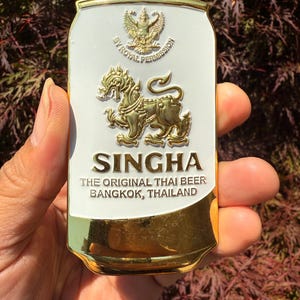 BY ROYAL PERMISSION
SINGHA
THE ORIGINAL THAI BEER
BANGKOK, THAILAND